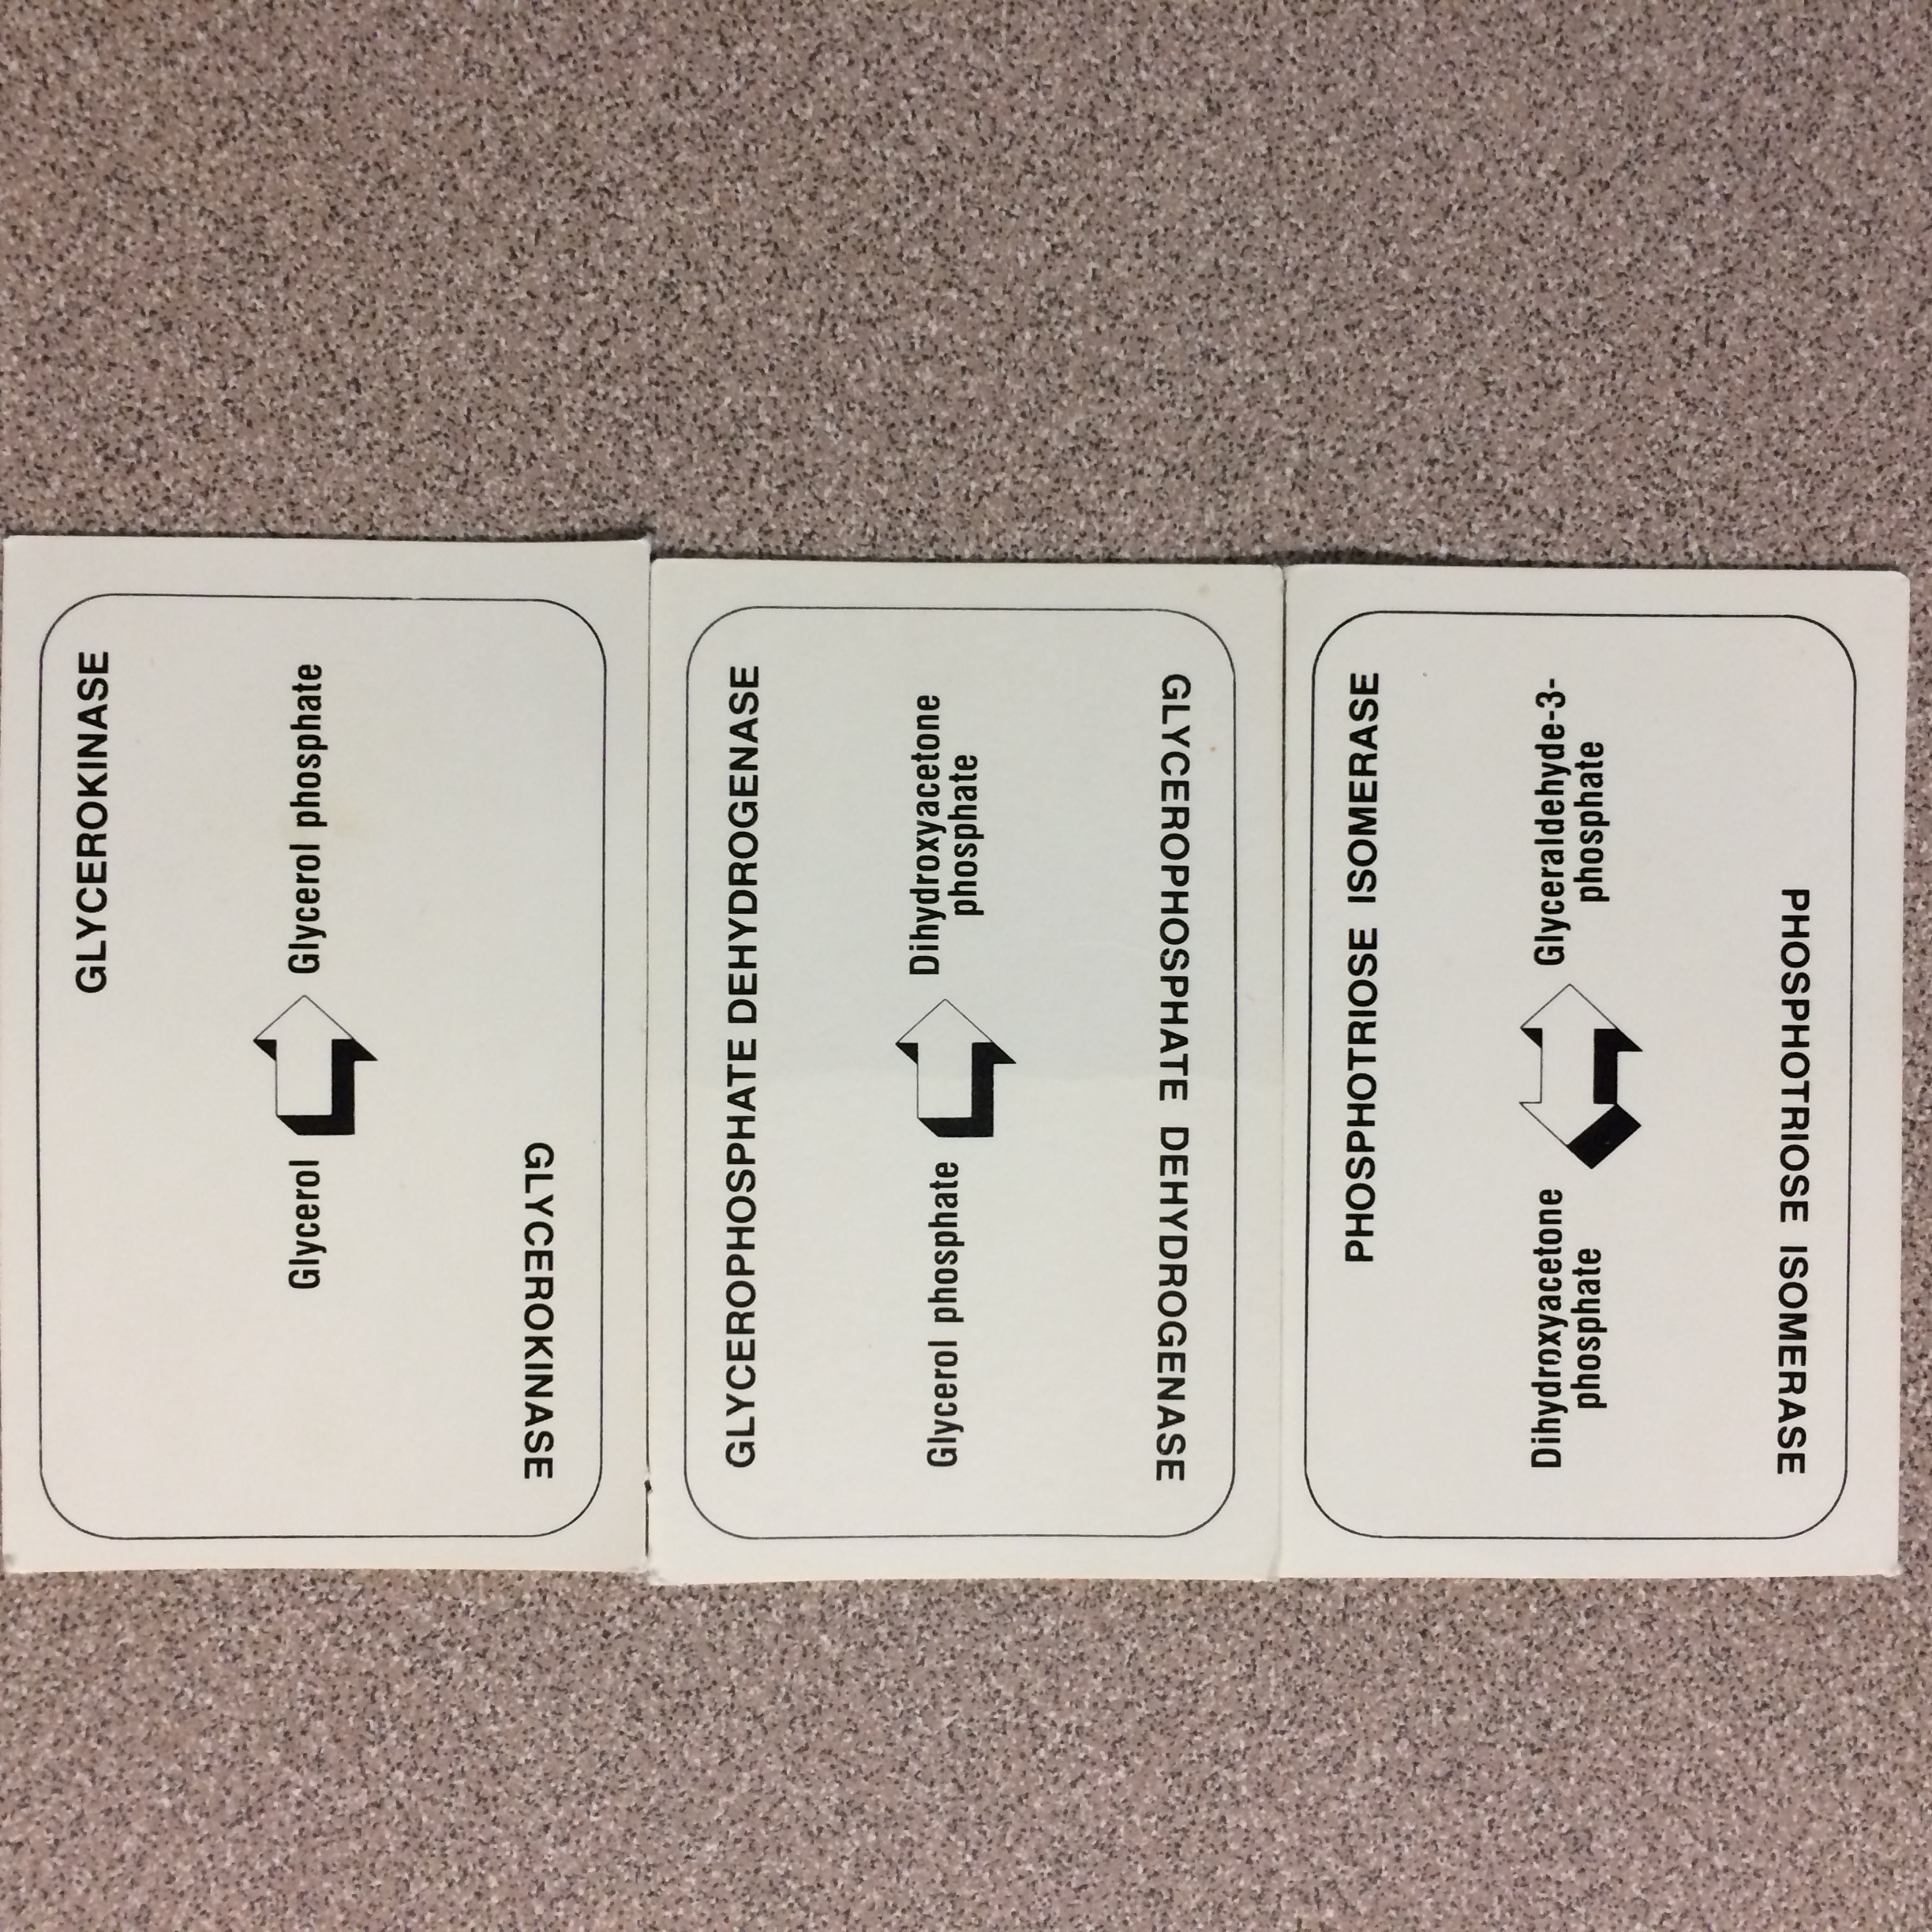 GLYCEROKINASE
Glycerol Glycerol phosphate
GLYCEROKINASE
GLYCEROPHOSPHATE DEHYDROGENASE
Glycerol phosphate
Dihydroxyacetone
phosphate
GLYCEROPHOSPHATE DEHYDROGENASE
PHOSPHOTRIOSE ISOMERASE
Dihydroxyacetone
phosphate
Glyceraldehyde-3-
phosphate
PHOSPHOTRIOSE ISOMERASE